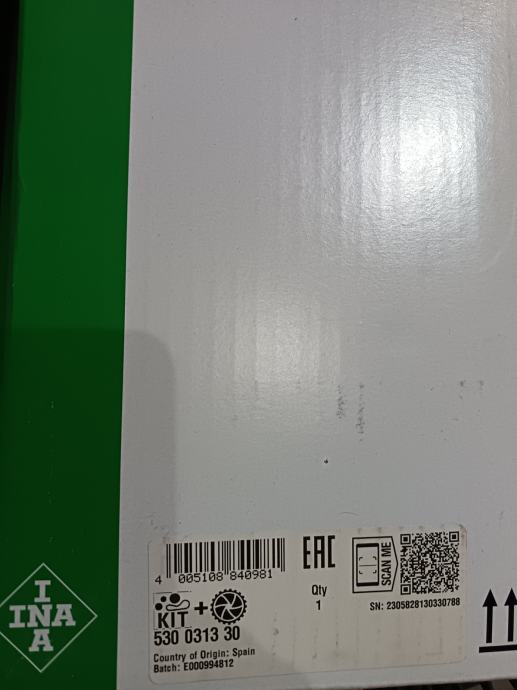 4 005108 840981
EAC
SCAN ME
Qty
1
SN: 2305828130330788
KIT +
530 0313 30
Country of Origin: Spain
Batch: E000994812
I
INA
A